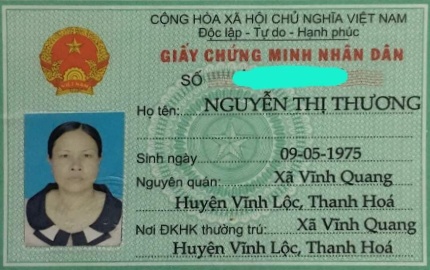 CỘNG HÒA XÃ HỘI CHỦ NGHĨA VIỆT NAM
Độc lập - Tự do - Hạnh phúc
GIẤY CHỨNG MINH NHÂN DÂN
SỐ
Họ tên: NGUYỄN THỊ THƯƠNG
Sinh ngày 09-05-1975
Nguyên quán: Xã Vĩnh Quang
Huyện Vĩnh Lộc, Thanh Hoá
Nơi ĐKHK thường trú: Xã Vĩnh Quang
Huyện Vĩnh Lộc, Thanh Hoá